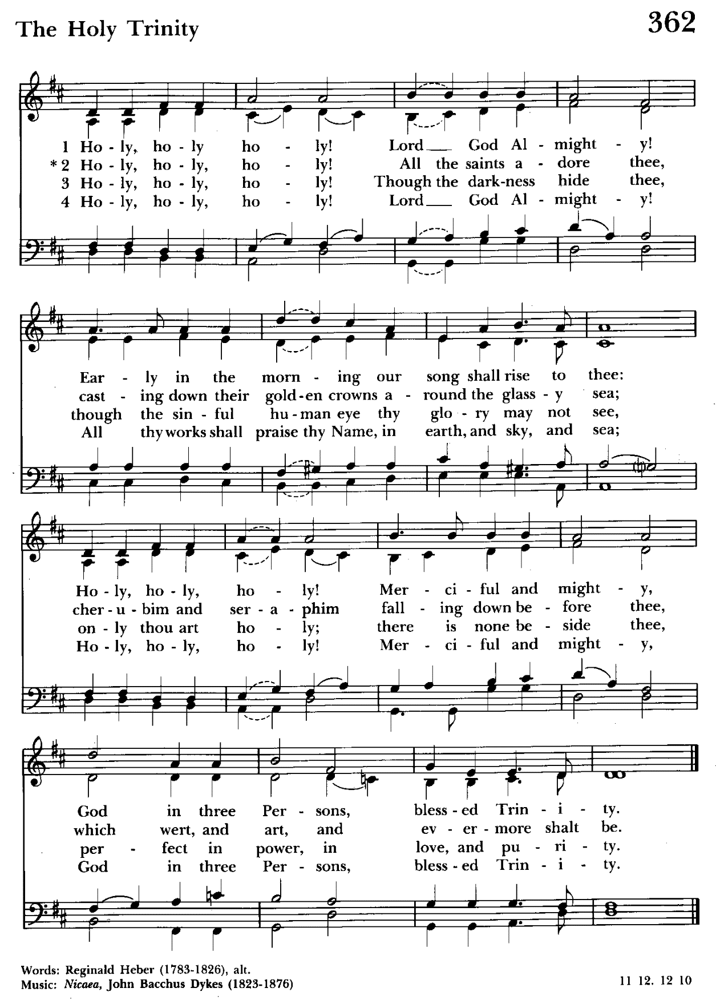 The Holy Trinity 362
1 Ho - ly, ho - ly ho - ly! Lord God Al - might - y!
* 2 Ho - ly, ho - ly, ho - ly! All the saints a - dore thee,
3 Ho - ly, ho - ly, ho - ly! Though the dark-ness hide thee,
4 Ho - ly, ho - ly, ho - ly! Lord God Al - might - y!
Ear - ly in the morn - ing our song shall rise to thee:
cast - ing down their gold-en crowns a - round the glass - y sea;
though the sin - ful hu - man eye thy glo - ry may not see,
All thy works shall praise thy Name, in earth, and sky, and sea;
Ho - ly, ho - ly, ho - ly! Mer - ci - ful and might - y,
cher - u - bim and ser - a - phim fall - ing down be - fore thee,
on - ly thou art ho - ly; there is none be - side thee,
Ho - ly, ho - ly, ho - ly! Mer - ci - ful and might - y,
God in three Per - sons, bless - ed Trin - i - ty.
which wert, and art, and ev - er - more shalt be.
per - fect in power, in love, and pu - ri - ty.
God in three Per - sons, bless - ed Trin - i - ty.
Words: Reginald Heber (1783-1826), alt.
Music: Nicaea, John Bacchus Dykes (1823-1876) 11 12. 12 10